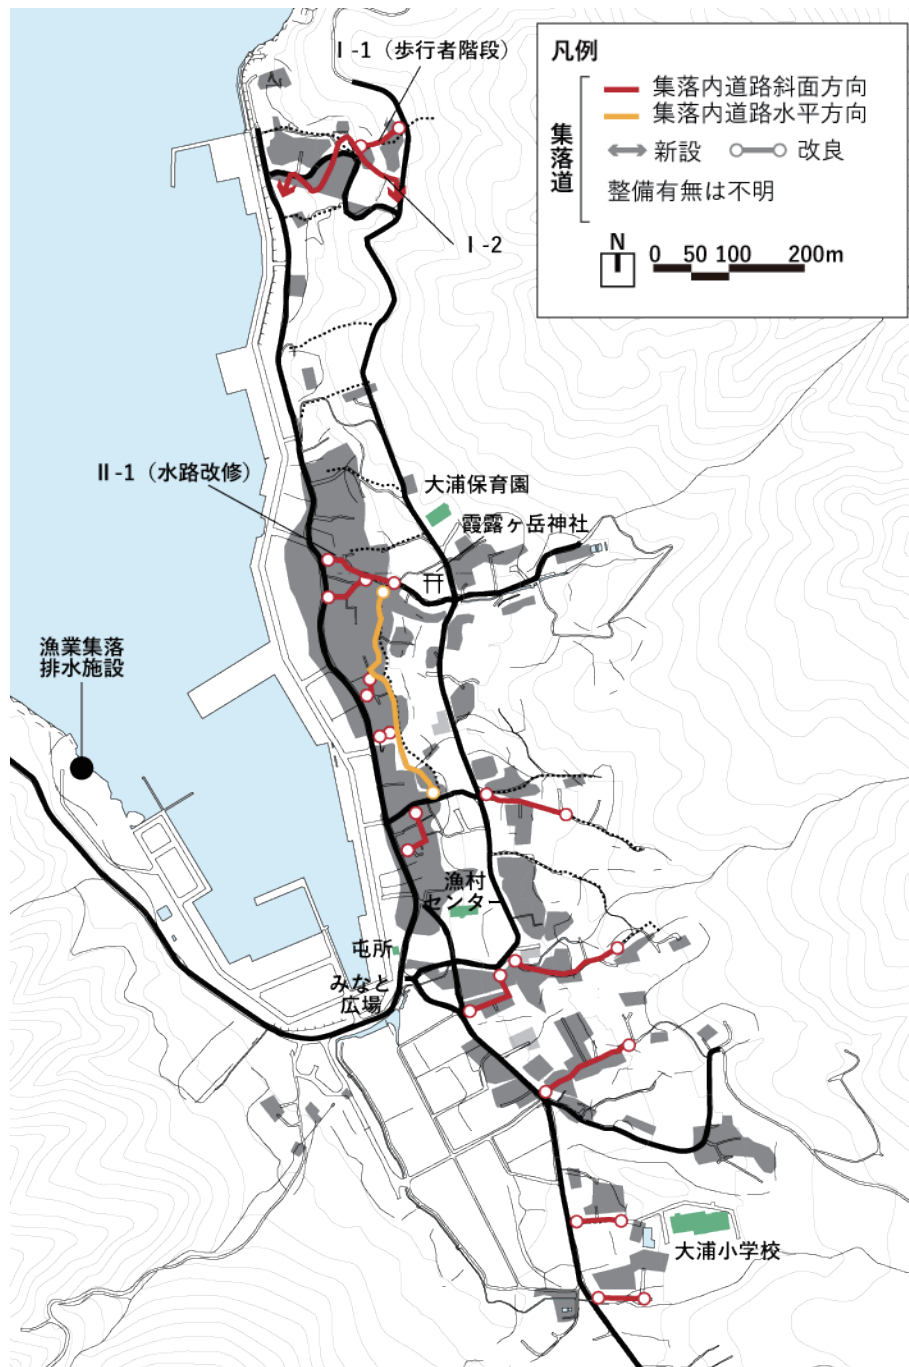 Ⅰ-1（歩行者階段）
凡例
集落道
集落内道路斜面方向
集落内道路水平方向
新設
改良
整備有無は不明
N
0 50 100 200m
Ⅰ-2
Ⅱ-1（水路改修）
大浦保育園
霞露ヶ岳神社
漁業集落
排水施設
漁村
センター
屯所
みなと
広場
大浦小学校